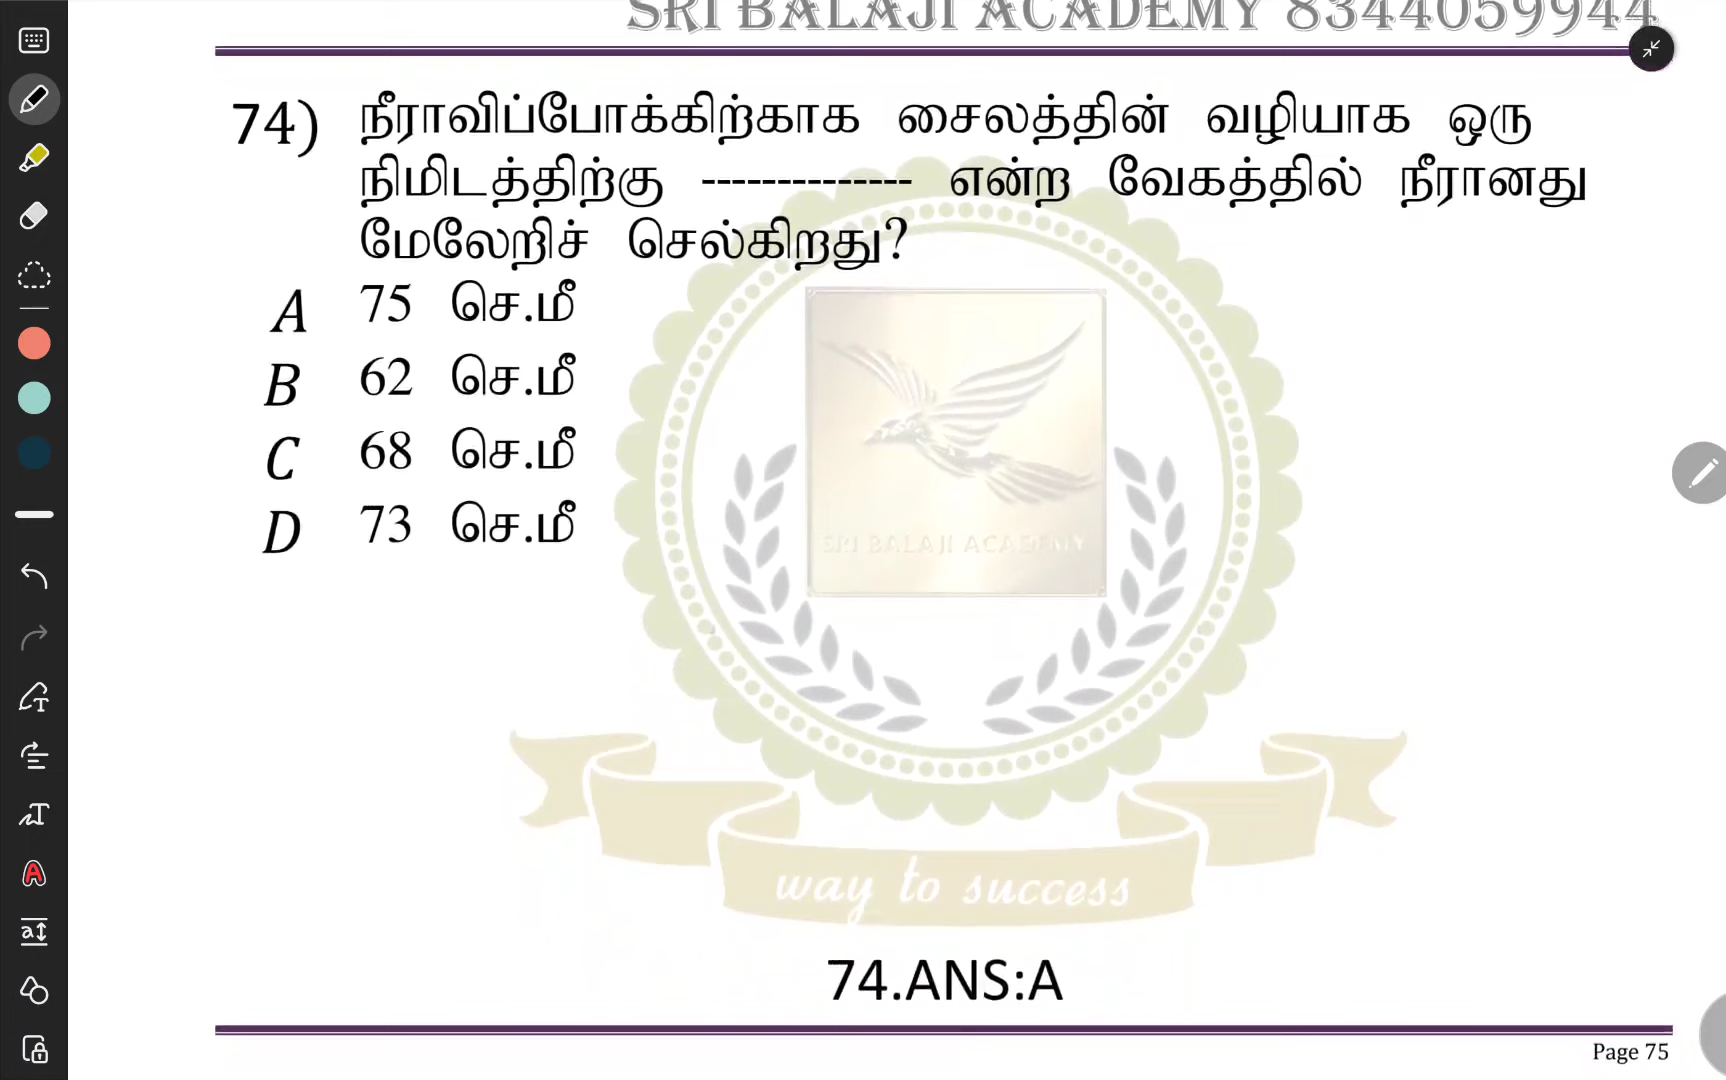 SRI BALAJI ACADEMY 8344059944
74) நீராவிப்போக்கிற்காக சைலத்தின் வழியாக ஒரு
நிமிடத்திற்கு -------------- என்ற வேகத்தில் நீரானது
மேலேறிச் செல்கிறது?
A 75 செ.மீ
B 62 செ.மீ
C 68 செ.மீ
D 73 செ.மீ
SRI BALAJI ACADEMY
way to success
74.ANS:A
Page 75